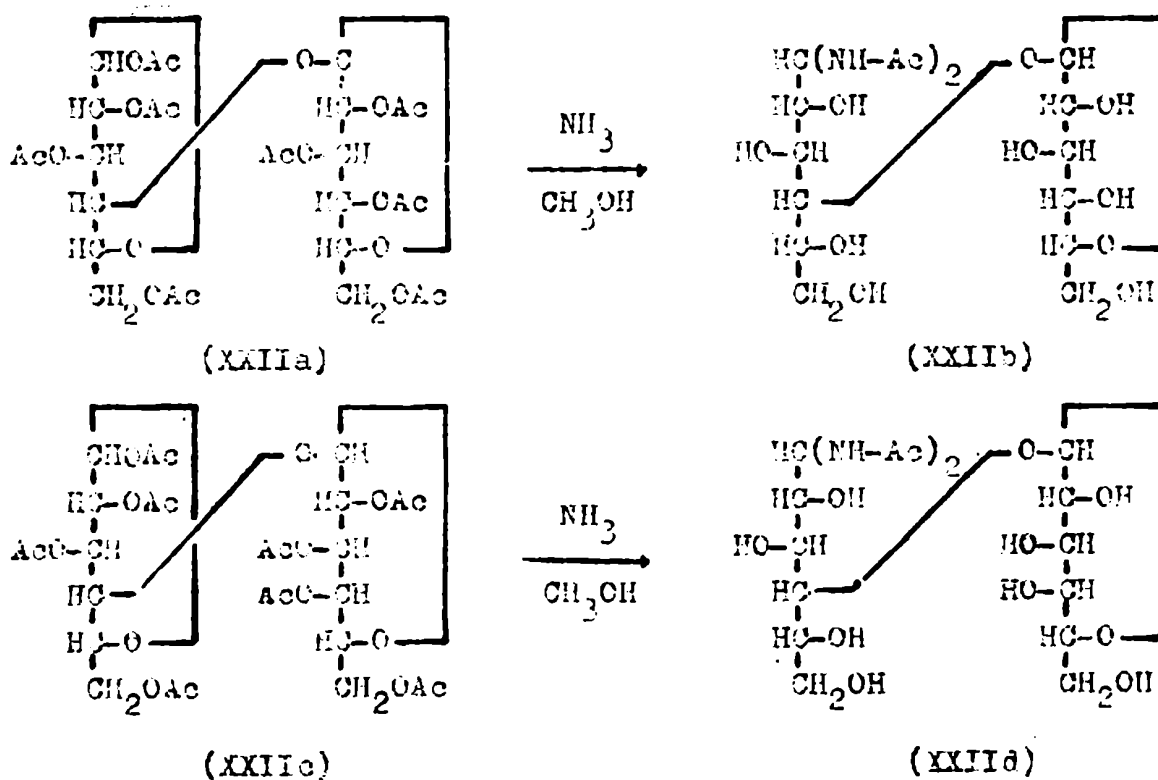 CHOAc O-C HC(NH-Ac)2 O-CH
HC-OAc HC-OAc NH3 HC-OH HC-OH
AcO-CH AcO-CH HO-CH HO-CH
HC HC-OAc CH3OH HC HC-OH
HC-O HC-O HC-OH HC-O
CH2OAc CH2OAc CH2OH CH2OH
(XXIIa) (XXIIb)
CHOAc O-CH HC(NH-Ac)2 O-CH
HC-OAc HC-OAc NH3 HC-OH HC-OH
AcO-CH AcO-CH HO-CH HO-CH
HC AcO-CH CH3OH HC HO-CH
HC-O HC-O HC-OH HC-O
CH2OAc CH2OAc CH2OH CH2OH
(XXIIc) (XXIId)